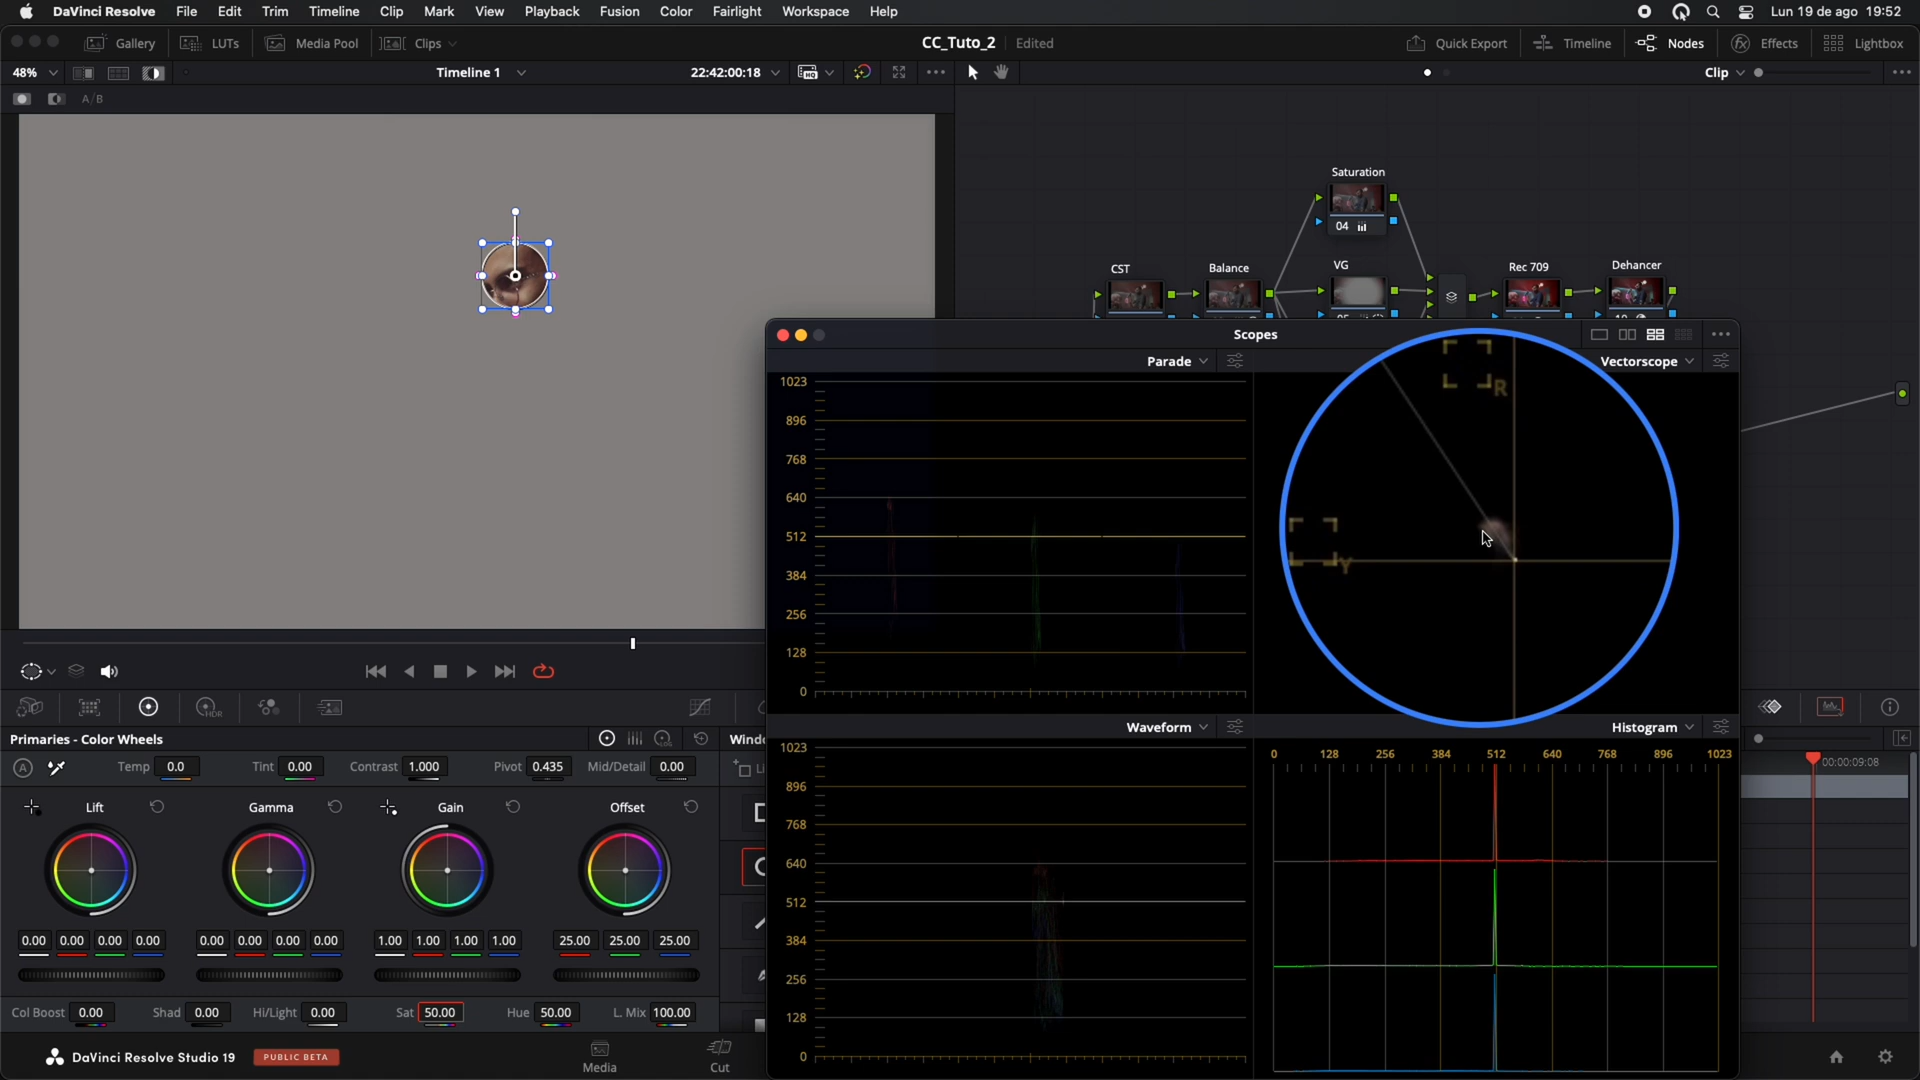 DaVinci Resolve File Edit Trim Timeline Clip Mark View Playback Fusion Color Fairlight Workspace Help Lun 19 de ago 19:52
Gallery LUTs Media Pool Clips CC_Tuto_2 Edited Quick Export Timeline Nodes Effects Lightbox
48% Timeline 1 22:42:00:18 HQ Clip
A/B
Saturation
04
CST Balance VG Rec 709 Dehancer
Scopes
Parade Vectorscope
1023
896
768
640
512
384
256
128
0
R
Y
HDR
Primaries - Color Wheels
Temp 0.0 Tint 0.00 Contrast 1.000 Pivot 0.435 Mid/Detail 0.00
Lift Gamma Gain Offset
0.00 0.00 0.00 0.00 0.00 0.00 0.00 0.00 1.00 1.00 1.00 1.00 25.00 25.00 25.00
Col Boost 0.00 Shad 0.00 Hi/Light 0.00 Sat 50.00 Hue 50.00 L. Mix 100.00
Waveform Histogram
1023
896
768
640
512
384
256
128
0
0 128 256 384 512 640 768 896 1023
00:00:09:08
DaVinci Resolve Studio 19 PUBLIC BETA Media Cut